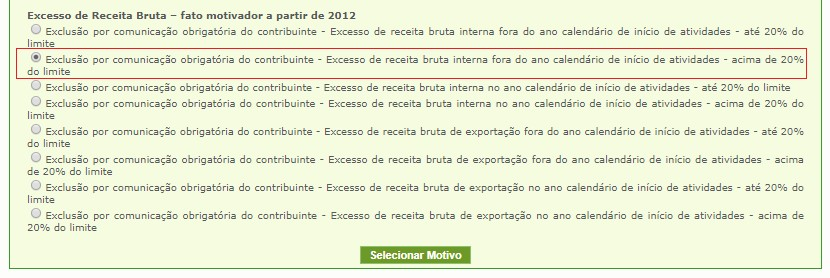 Excesso de Receita Bruta – fato motivador a partir de 2012
Exclusão por comunicação obrigatória do contribuinte - Excesso de receita bruta interna fora do ano calendário de início de atividades - até 20% do
limite
Exclusão por comunicação obrigatória do contribuinte - Excesso de receita bruta interna fora do ano calendário de início de atividades - acima de 20%
do limite
Exclusão por comunicação obrigatória do contribuinte - Excesso de receita bruta interna no ano calendário de início de atividades - até 20% do limite
Exclusão por comunicação obrigatória do contribuinte - Excesso de receita bruta interna no ano calendário de início de atividades - acima de 20% do
limite
Exclusão por comunicação obrigatória do contribuinte - Excesso de receita bruta de exportação fora do ano calendário de início de atividades - até 20%
do limite
Exclusão por comunicação obrigatória do contribuinte - Excesso de receita bruta de exportação fora do ano calendário de início de atividades - acima
de 20% do limite
Exclusão por comunicação obrigatória do contribuinte - Excesso de receita bruta de exportação no ano calendário de início de atividades - até 20% do
limite
Exclusão por comunicação obrigatória do contribuinte - Excesso de receita bruta de exportação no ano calendário de início de atividades - acima de
20% do limite
Selecionar Motivo